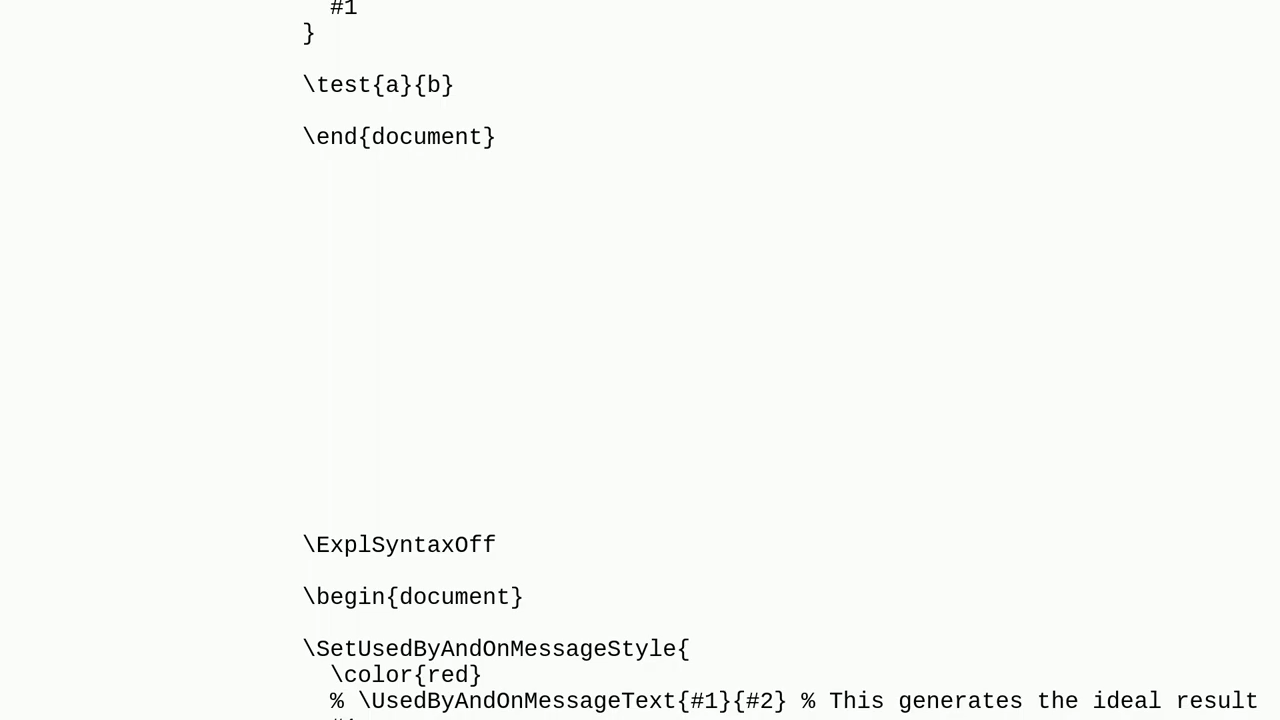 #1
}
\test{a}{b}
\end{document}
\ExplSyntaxOff
\begin{document}
\SetUsedByAndOnMessageStyle{
\color{red}
% \UsedByAndOnMessageText{#1}{#2} % This generates the ideal result